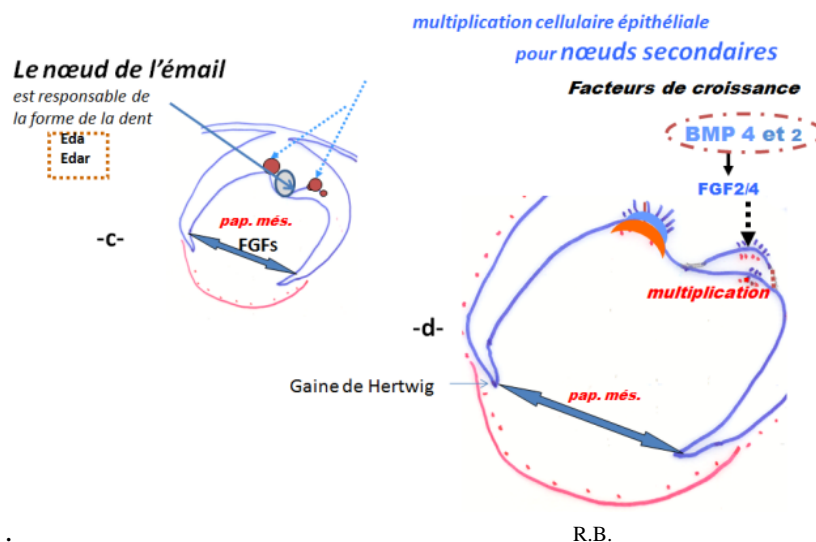 multiplication cellulaire épithéliale
pour nœuds secondaires
Le nœud de l'émail
est responsable de
la forme de la dent
Eda
Edar
Facteurs de croissance
BMP 4 et 2
FGF2/4
pap. més.
FGFs
-c-
multiplication
-d-
Gaine de Hertwig
pap. més.
.
R.B.